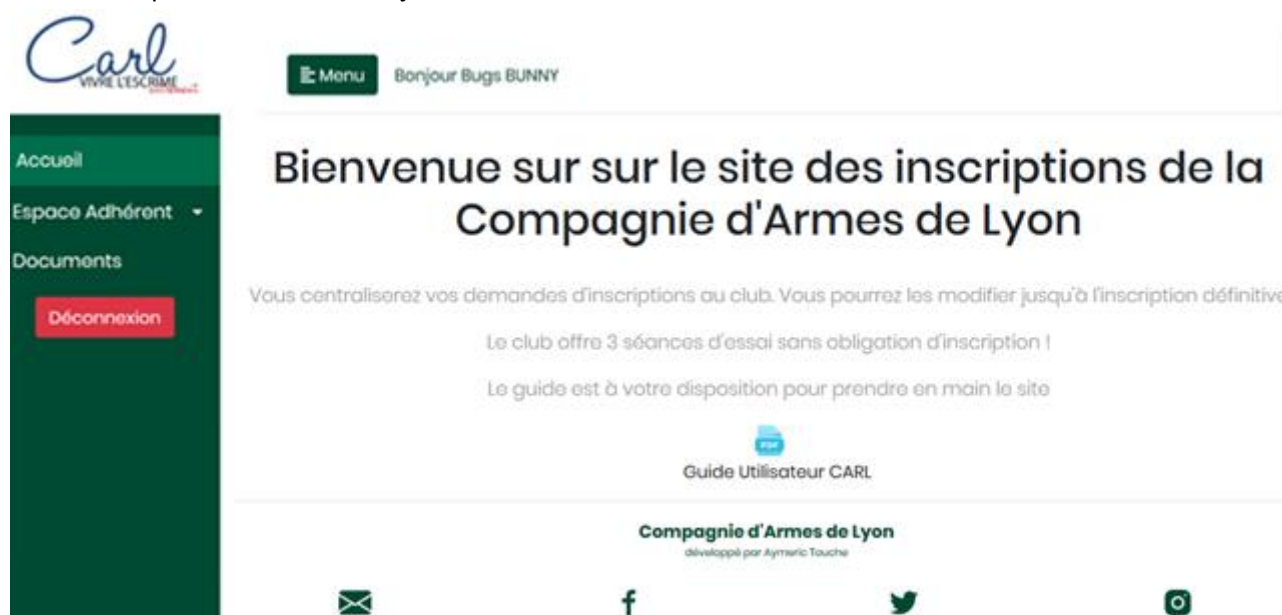 Carl
VIVRE L'ESCRIME
Menu
Bonjour Bugs BUNNY
Accueil
Espace Adhérent
Documents
Déconnexion
Bienvenue sur sur le site des inscriptions de la
Compagnie d'Armes de Lyon
Vous centraliserez vos demandes d'inscriptions au club. Vous pourrez les modifier jusqu'à l'inscription définitive
Le club offre 3 séances d'essai sans obligation d'inscription !
Le guide est à votre disposition pour prendre en main le site
PDF
Guide Utilisateur CARL
Compagnie d'Armes de Lyon
développé par Aymeric Touche